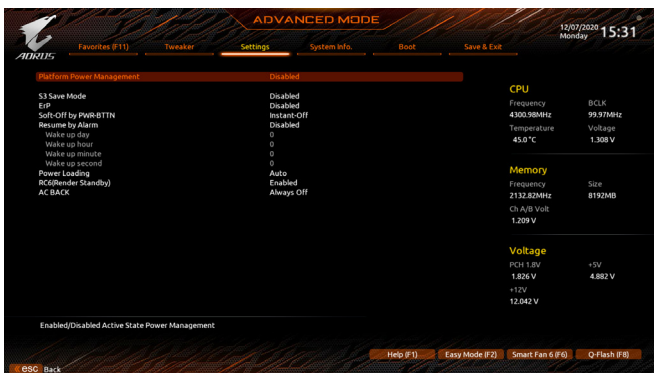 ADVANCED MODE
12/07/2020 Monday 15:31
AORUS
Favorites (F11) Tweaker Settings System Info. Boot Save & Exit
Platform Power Management Disabled
S3 Save Mode Disabled
ErP Disabled
Soft-Off by PWR-BTTN Instant-Off
Resume by Alarm Disabled
Wake up day 0
Wake up hour 0
Wake up minute 0
Wake up second 0
Power Loading Auto
RC6(Render Standby) Enabled
AC BACK Always Off
CPU
Frequency BCLK
4300.98MHz 99.97MHz
Temperature Voltage
45.0 °C 1.308 V
Memory
Frequency Size
2132.82MHz 8192MB
Ch A/B Volt
1.209 V
Voltage
PCH 1.8V +5V
1.826 V 4.882 V
+12V
12.042 V
Enabled/Disabled Active State Power Management
Help (F1) Easy Mode (F2) Smart Fan 6 (F6) Q-Flash (F8)
esc Back